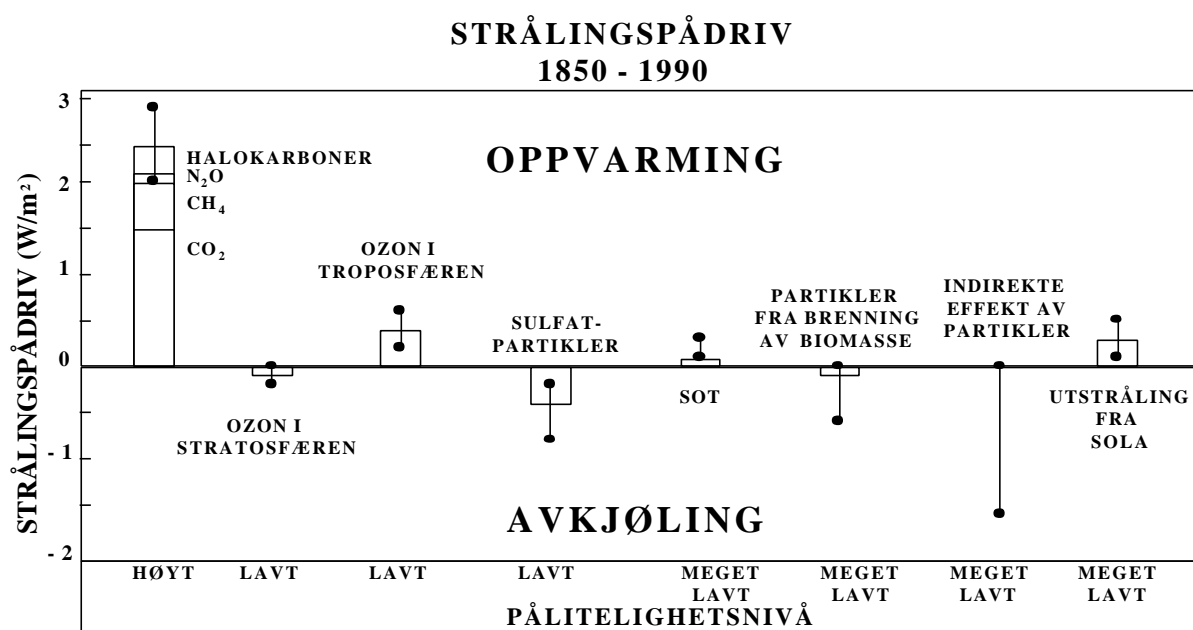 STRÅLINGSPÅDRIV
1850 - 1990
STRÅLINGSPÅDRIV (W/m²)
3
2
1
0
- 1
- 2
OPPVARMING
HALOKARBONER
N₂O
CH₄
CO₂
OZON I
STRATOSFÆREN
OZON I
TROPOSFÆREN
SULFAT-
PARTIKLER
SOT
PARTIKLER
FRA BRENNING
AV BIOMASSE
INDIREKTE
EFFEKT AV
PARTIKLER
UTSTRÅLING
FRA
SOLA
AVKJØLING
HØYT
LAVT
LAVT
LAVT
MEGET
LAVT
MEGET
LAVT
MEGET
LAVT
MEGET
LAVT
PÅLITELIGHETSNIVÅ